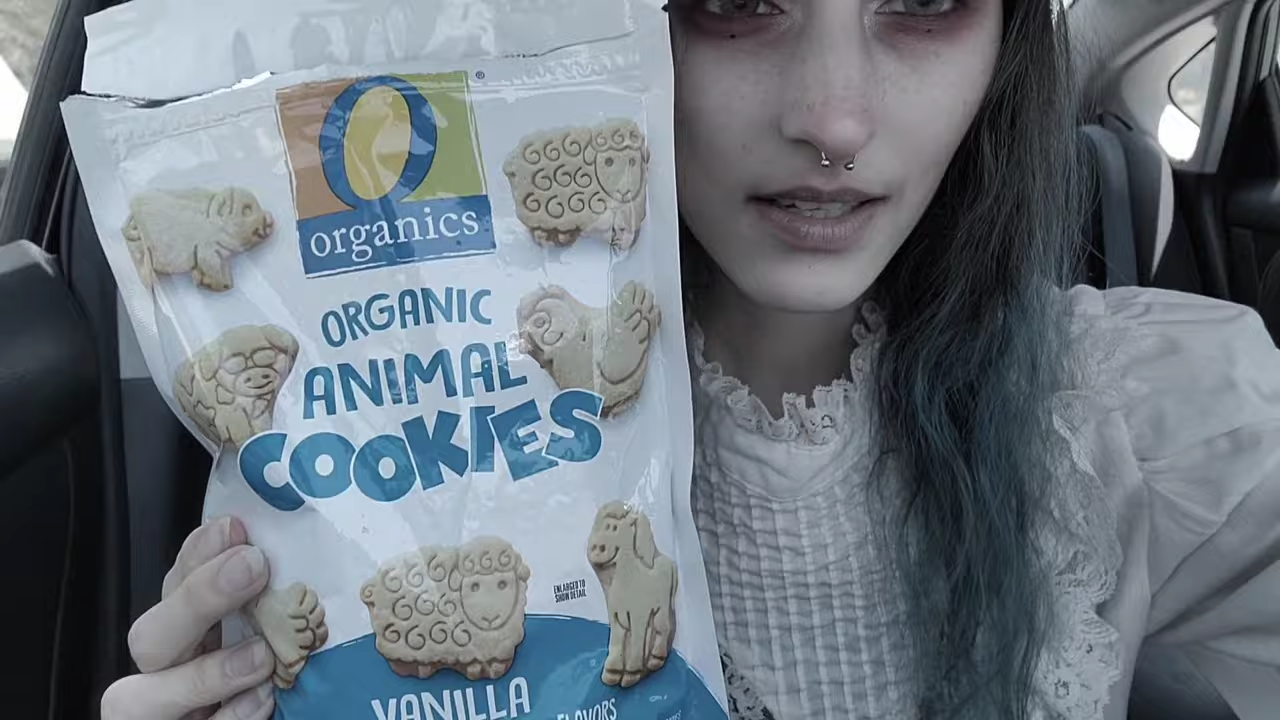 O
®
organics
ORGANIC
ANIMAL
COOKIES
ENLARGED TO
SHOW DETAIL
VANILLA
FLAVORS